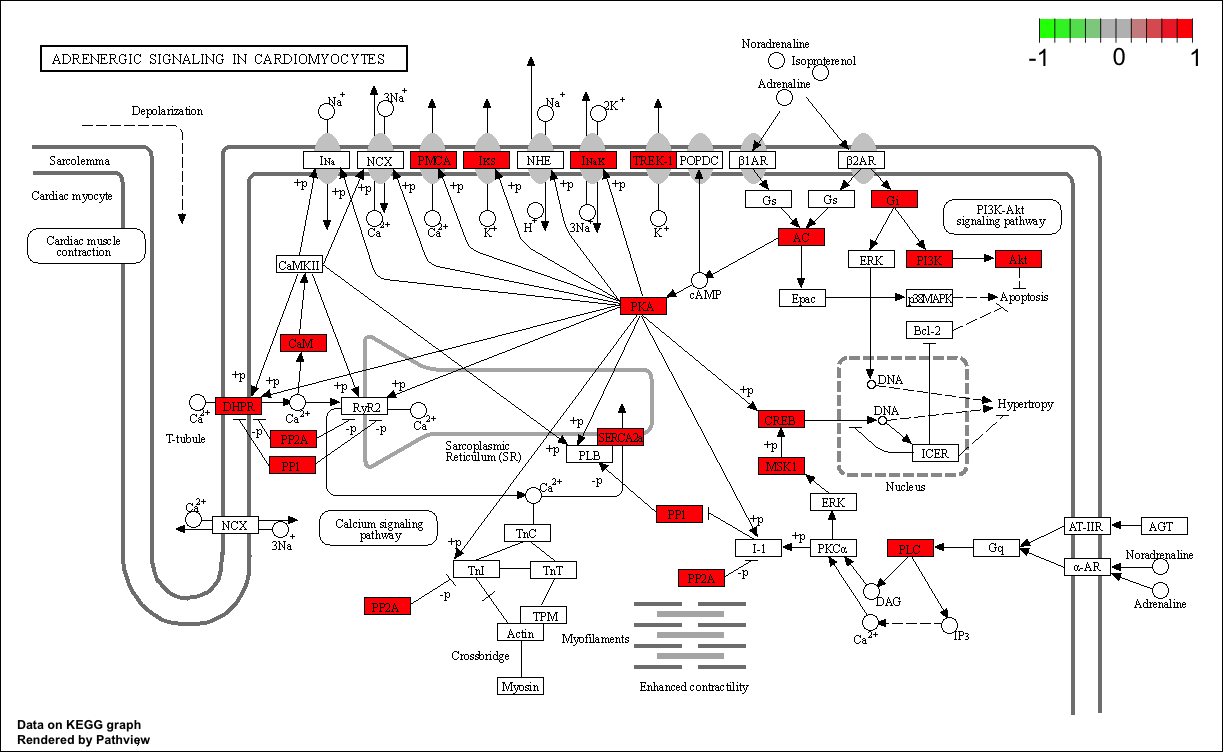 ADRENERGIC SIGNALING IN CARDIOMYOCYTES
-1 0 1
Noradrenaline
Isoproterenol
Adrenaline
Depolarization
Na+
3Na+
Na+
2K+
Sarcolemma
INa
NCX
PMCA
IKS
NHE
INaK
TREK-1
POPDC
β1AR
β2AR
+p
+p
+p
+p
+p
+p
+p
Cardiac myocyte
Gs
Gs
Gi
PI3K-Akt
signaling pathway
Ca2+
Ca2+
K+
H+
3Na+
K+
Cardiac muscle
contraction
AC
CaMKII
ERK
PI3K
Akt
cAMP
Epac
p38MAPK
Apoptosis
PKA
Bcl-2
CaM
+p
+p
+p
+p
DNA
+p
Ca2+
DHPR
Ca2+
RyR2
Ca2+
Hypertropy
CREB
DNA
T-tubule
-p
PP2A
-p
-p
+p
SERCA2a
+p
Sarcoplasmic
Reticulum (SR)
+p
PLB
ICER
PP1
MSK1
-p
Nucleus
Ca2+
Ca2+
ERK
PP1
NCX
3Na+
Calcium signaling
pathway
TnC
+p
+p
I-1
+p
PKCα
PLC
Gq
AT-IIR
AGT
Noradrenaline
TnI
TnT
α-AR
-p
PP2A
-p
PP2A
DAG
Adrenaline
TPM
Actin
Myofilaments
Ca2+
IP3
Crossbridge
Myosin
Enhanced contractility
Data on KEGG graph
Rendered by Pathview